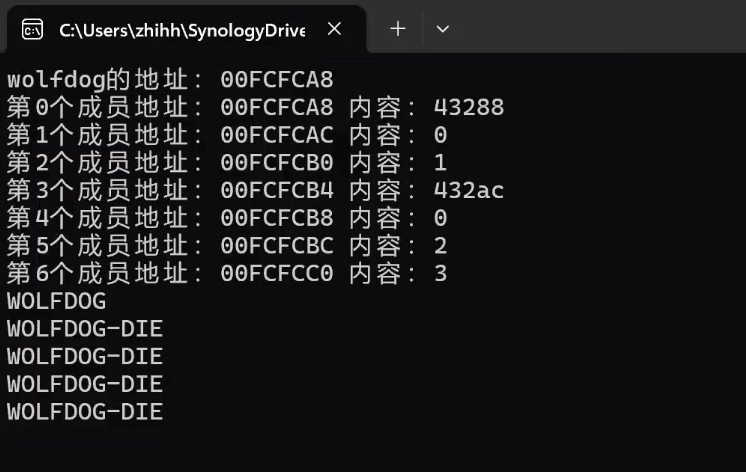 C:\Users\zhihh\SynologyDrive
wolfdog的地址：00FCFCA8
第0个成员地址：00FCFCA8 内容：43288
第1个成员地址：00FCFCAC 内容：0
第2个成员地址：00FCFCB0 内容：1
第3个成员地址：00FCFCB4 内容：432ac
第4个成员地址：00FCFCB8 内容：0
第5个成员地址：00FCFCBC 内容：2
第6个成员地址：00FCFCC0 内容：3
WOLFDOG
WOLFDOG-DIE
WOLFDOG-DIE
WOLFDOG-DIE
WOLFDOG-DIE